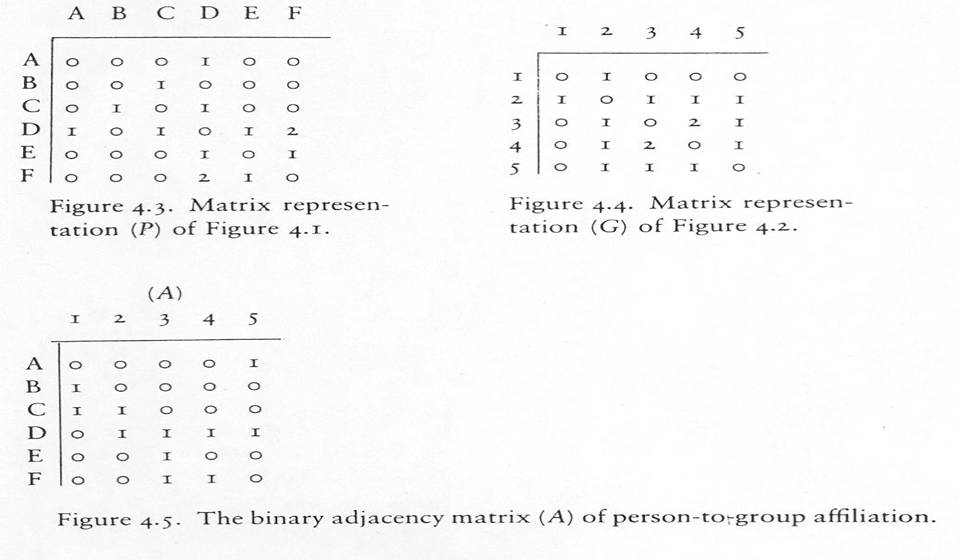 A B C D E F
A 0 0 0 1 0 0
B 0 0 1 0 0 0
C 0 1 0 1 0 0
D 1 0 1 0 1 2
E 0 0 0 1 0 1
F 0 0 0 2 1 0
Figure 4.3. Matrix represen-
tation (P) of Figure 4.1.
1 2 3 4 5
1 0 1 0 0 0
2 1 0 1 1 1
3 0 1 0 2 1
4 0 1 2 0 1
5 0 1 1 1 0
Figure 4.4. Matrix represen-
tation (G) of Figure 4.2.
(A)
1 2 3 4 5
A 0 0 0 0 1
B 1 0 0 0 0
C 1 1 0 0 0
D 0 1 1 1 1
E 0 0 1 0 0
F 0 0 1 1 0
Figure 4.5. The binary adjacency matrix (A) of person-to-group affiliation.